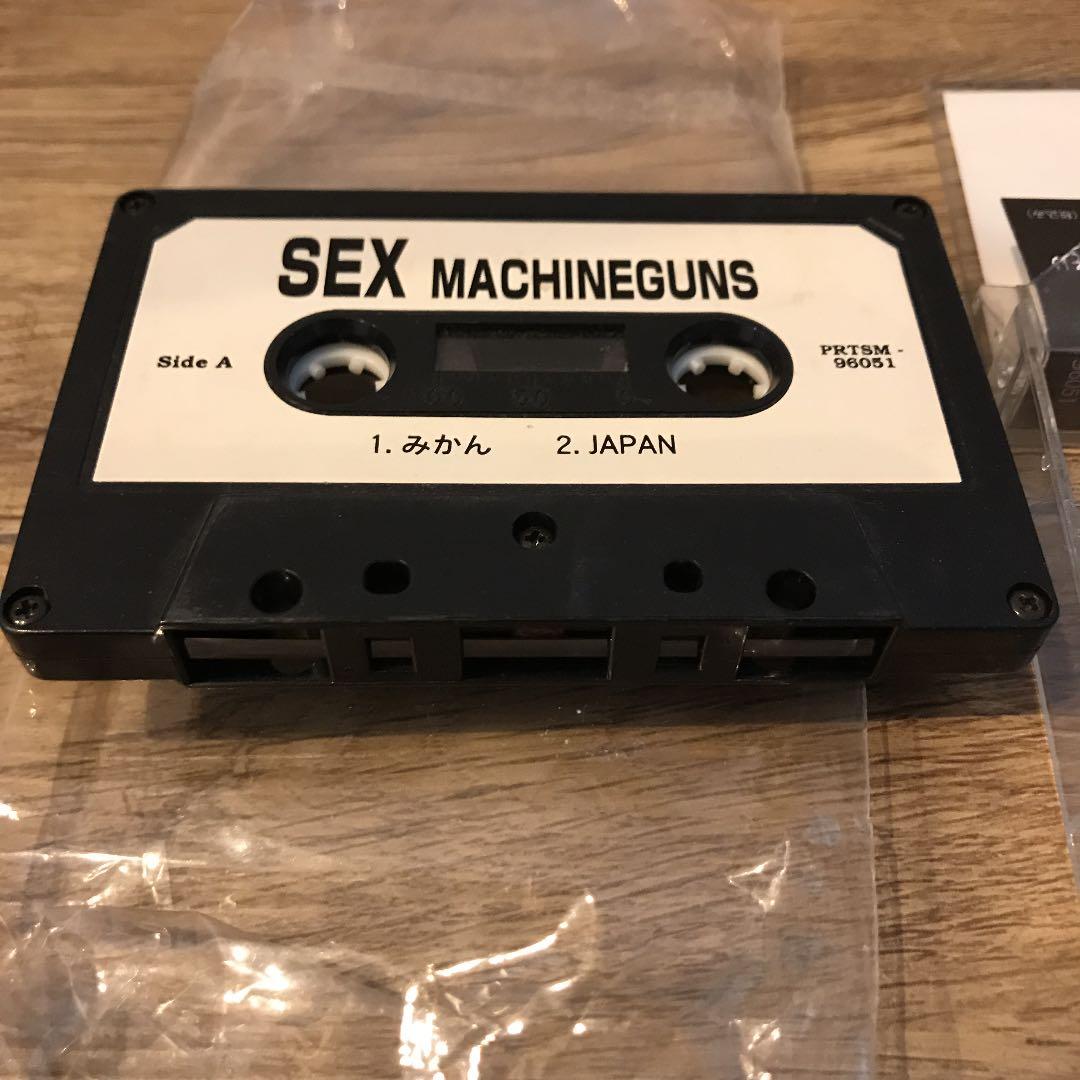 SEX MACHINEGUNS
Side A
PRTSM -
96051
1. みかん 2. JAPAN